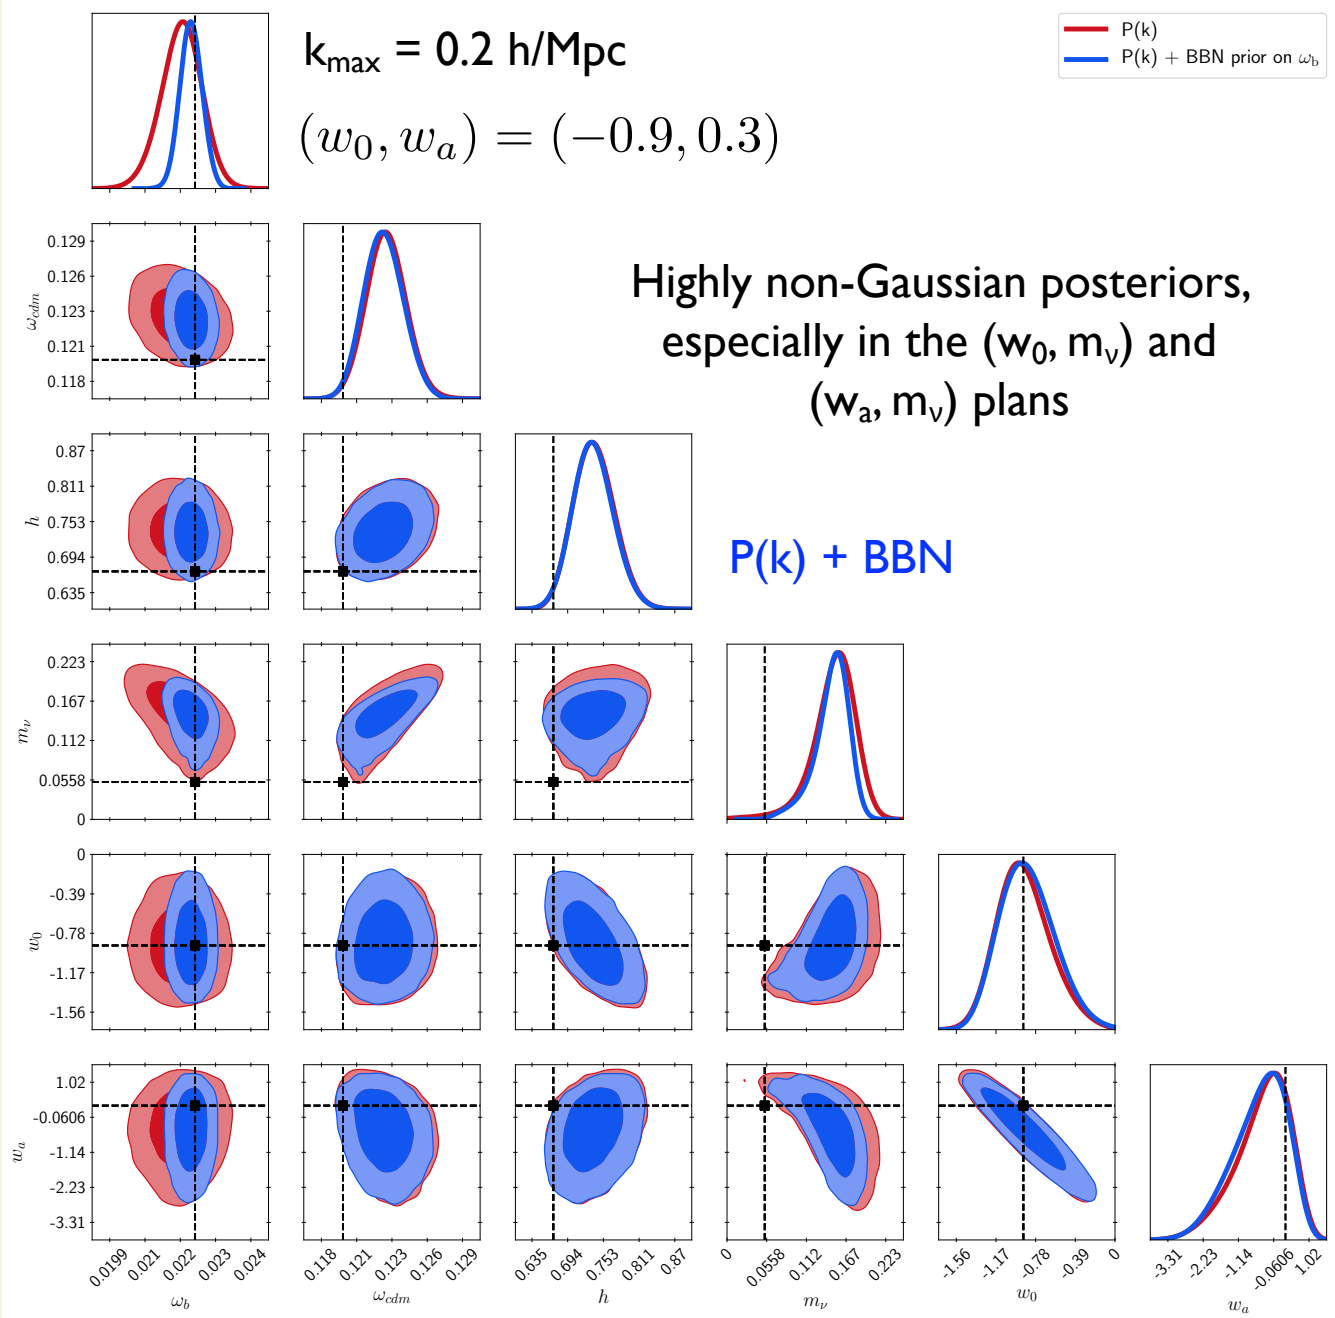 k_max = 0.2 h/Mpc
(w_0, w_a) = (−0.9, 0.3)
P(k)
P(k) + BBN prior on ω_b
Highly non-Gaussian posteriors,
especially in the (w_0, m_ν) and
(w_a, m_ν) plans
P(k) + BBN
ω_cdm
0.129
0.126
0.123
0.121
0.118
h
0.87
0.811
0.753
0.694
0.635
m_ν
0.223
0.167
0.112
0.0558
0
w_0
0
-0.39
-0.78
-1.17
-1.56
w_a
1.02
-0.0606
-1.14
-2.23
-3.31
0.0199 0.021 0.022 0.023 0.024
ω_b
0.118 0.121 0.123 0.126 0.129
ω_cdm
0.635 0.694 0.753 0.811 0.87
h
0 0.0558 0.112 0.167 0.223
m_ν
-1.56 -1.17 -0.78 -0.39 0
w_0
-3.31 -2.23 -1.14 -0.0606 1.02
w_a